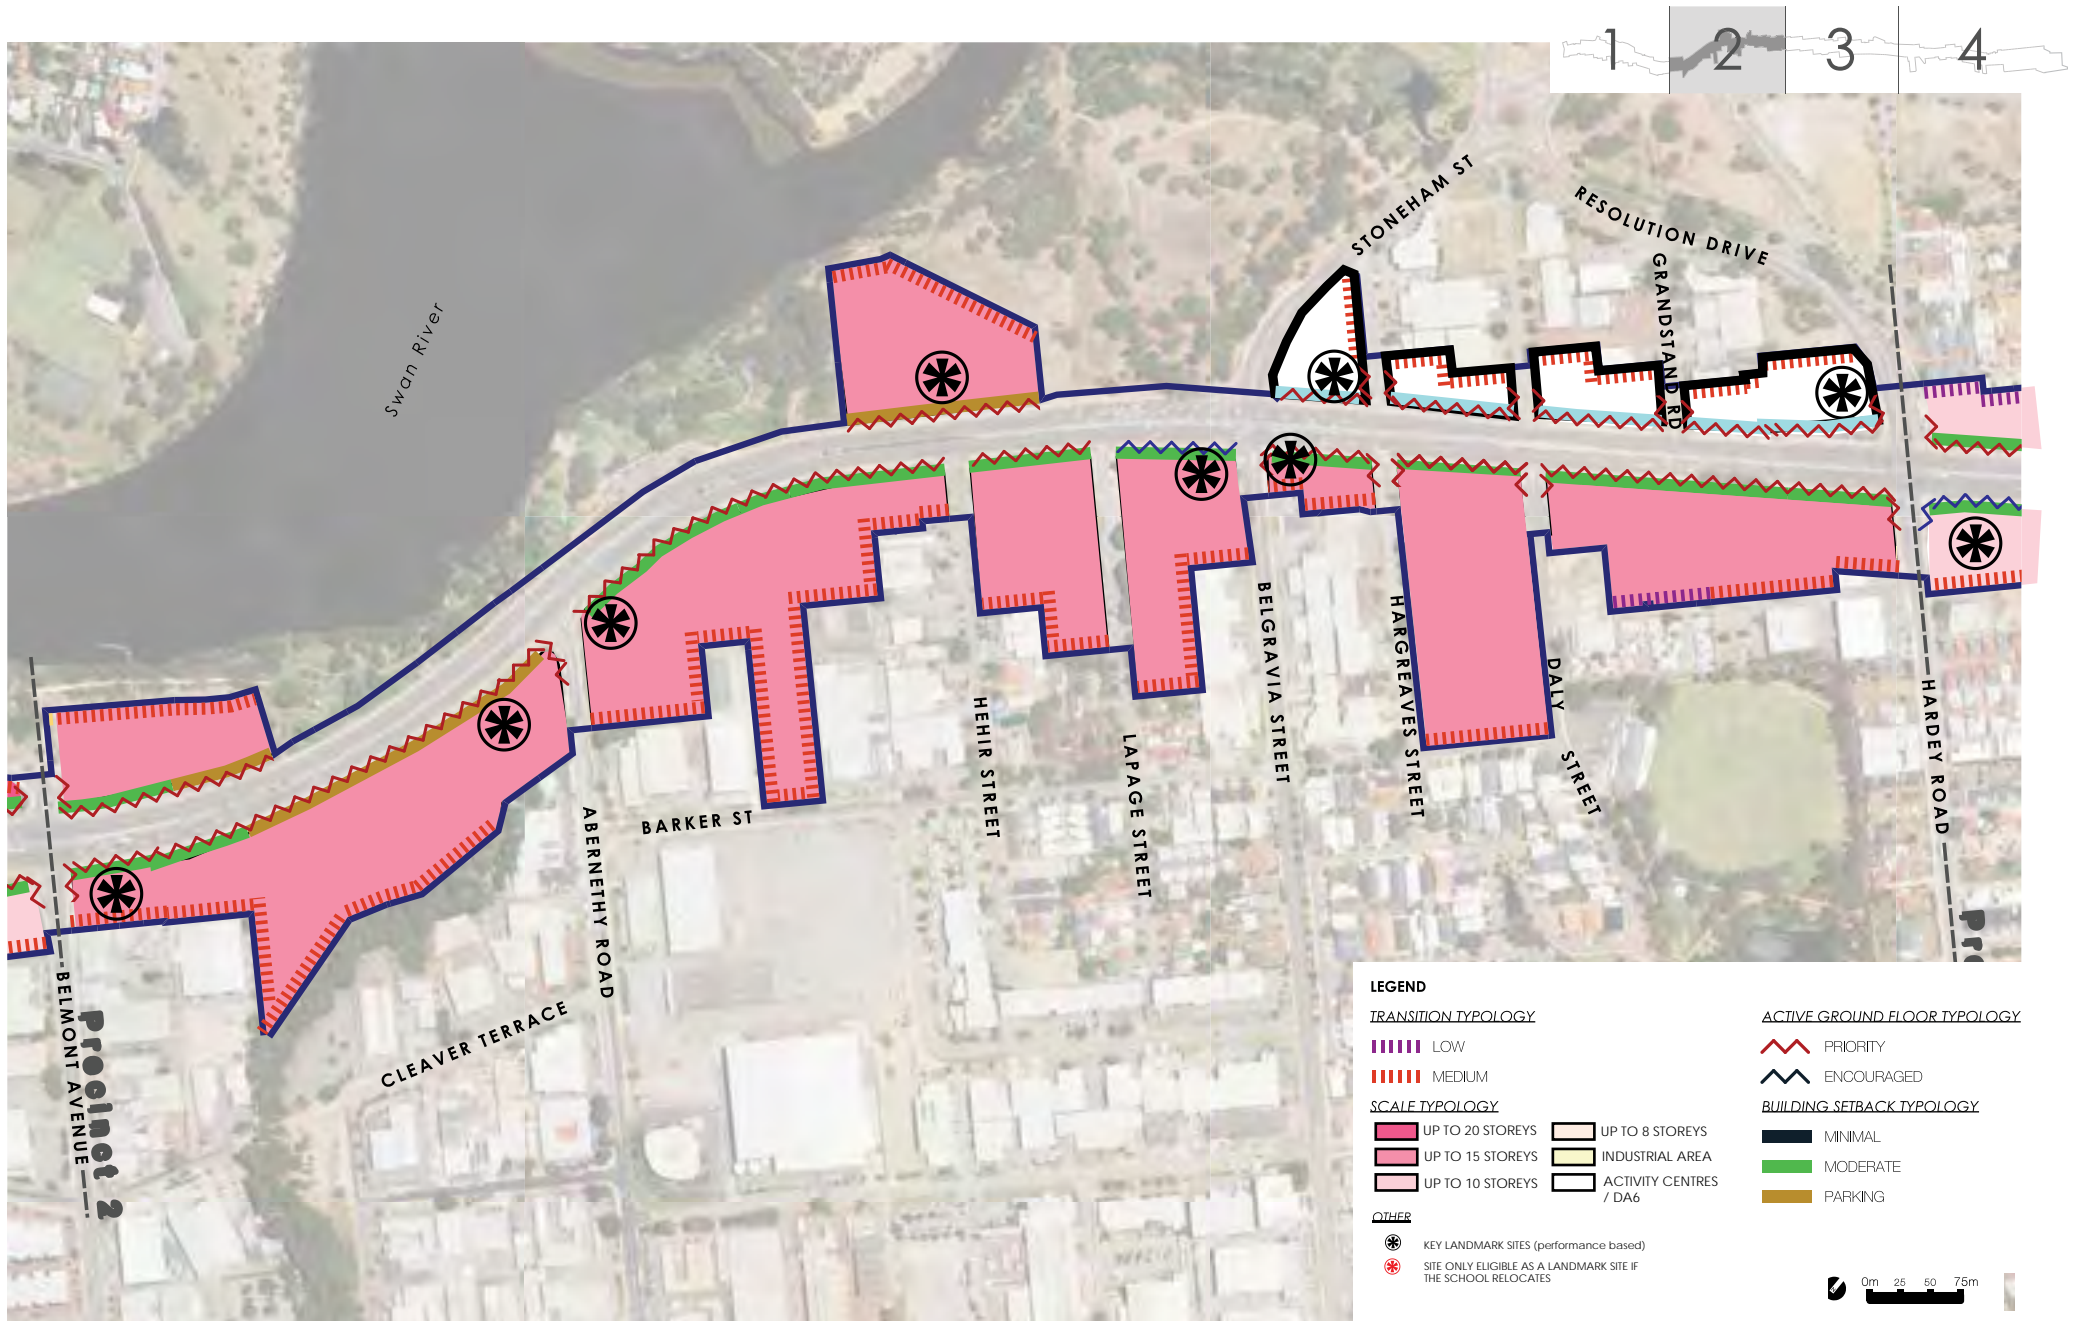 1 2 3 4
STONEHAM ST
RESOLUTION DRIVE
GRANDSTAND RD
Swan River
BELGRAVIA STREET
HARGREAVES STREET
DALY
STREET
HARDEY ROAD
HEHIR STREET
LAPAGE STREET
BARKER ST
ABERNETHY ROAD
CLEAVER TERRACE
BELMONT AVENUE
Precinct 2
Pre
LEGEND
TRANSITION TYPOLOGY
LOW
MEDIUM
SCALE TYPOLOGY
UP TO 20 STOREYS
UP TO 15 STOREYS
UP TO 10 STOREYS
UP TO 8 STOREYS
INDUSTRIAL AREA
ACTIVITY CENTRES
/ DA6
OTHER
KEY LANDMARK SITES (performance based)
SITE ONLY ELIGIBLE AS A LANDMARK SITE IF
THE SCHOOL RELOCATES
ACTIVE GROUND FLOOR TYPOLOGY
PRIORITY
ENCOURAGED
BUILDING SETBACK TYPOLOGY
MINIMAL
MODERATE
PARKING
0m 25 50 75m